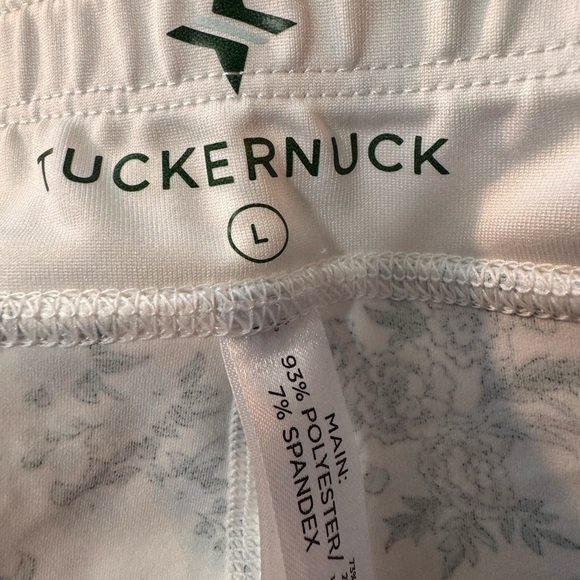 TUCKERNUCK
L
MAIN:
93% POLYESTER/
7% SPANDEX